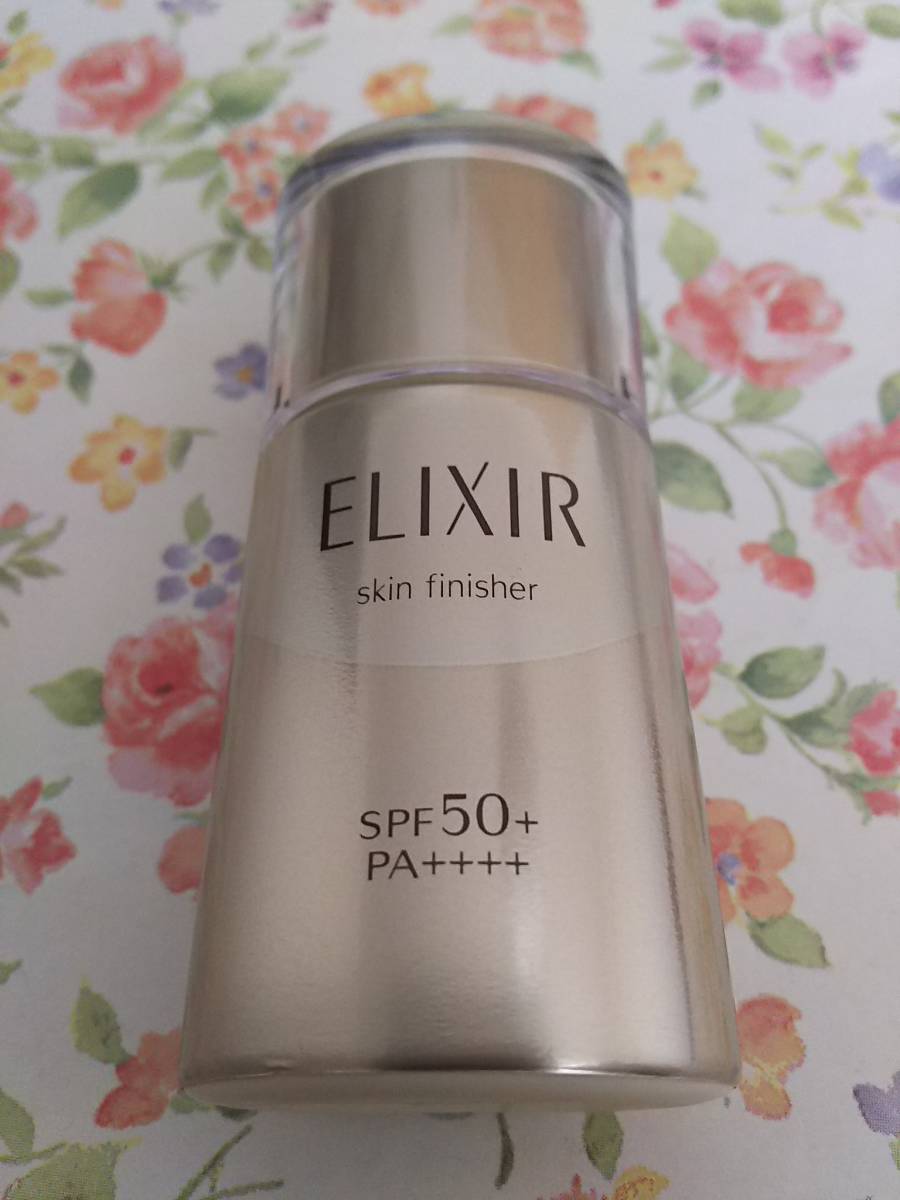 ELIXIR
skin finisher
SPF50+
PA++++